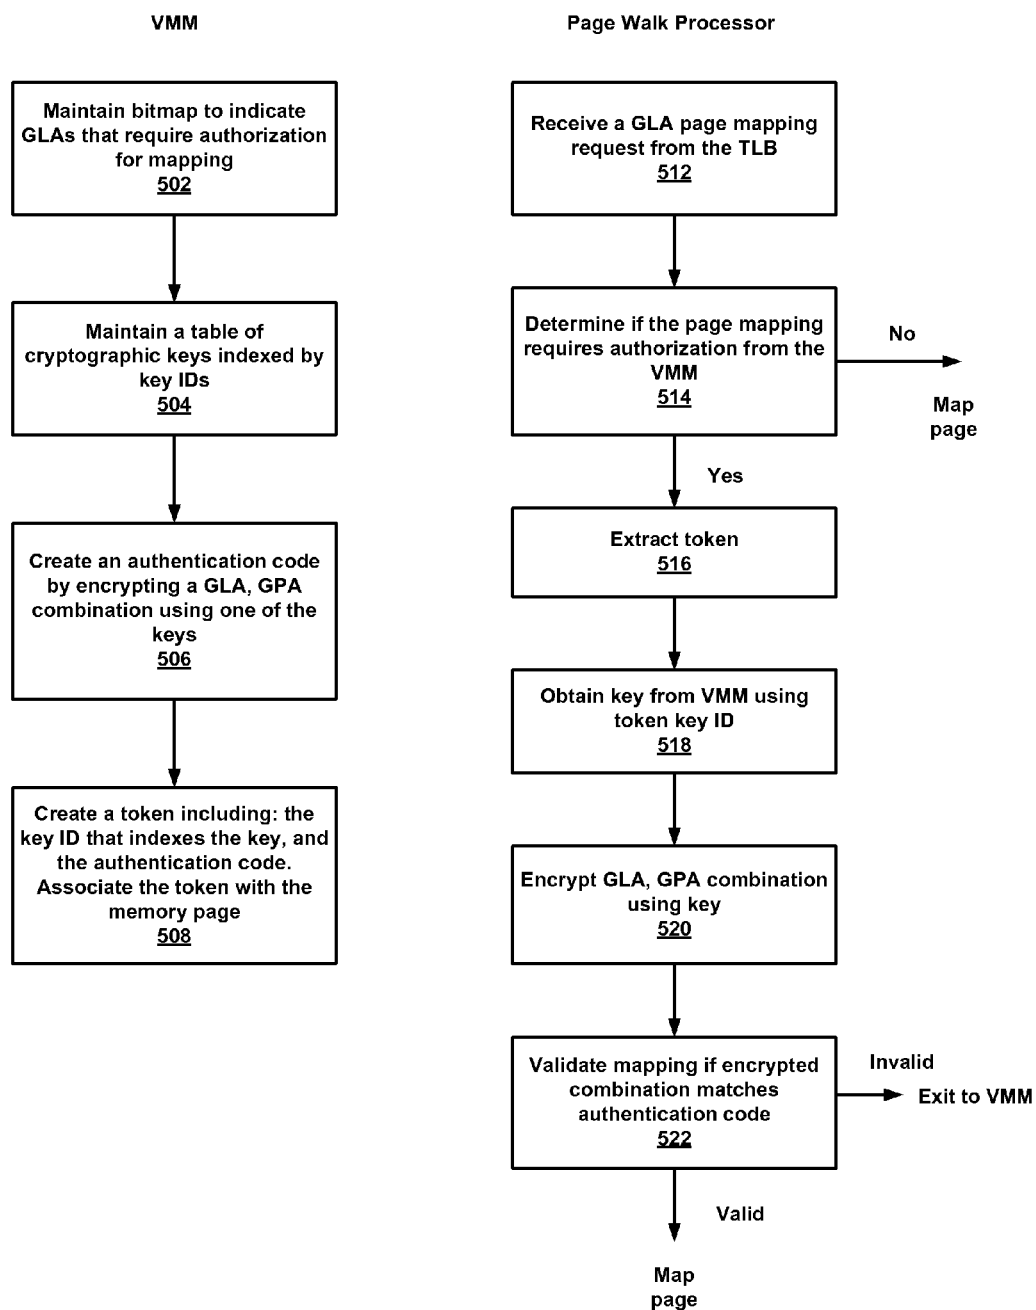 VMM
Maintain bitmap to indicate
GLAs that require authorization
for mapping
502
Maintain a table of
cryptographic keys indexed by
key IDs
504
Create an authentication code
by encrypting a GLA, GPA
combination using one of the
keys
506
Create a token including: the
key ID that indexes the key, and
the authentication code.
Associate the token with the
memory page
508
Page Walk Processor
Receive a GLA page mapping
request from the TLB
512
Determine if the page mapping
requires authorization from the
VMM
514
No
Map
page
Yes
Extract token
516
Obtain key from VMM using
token key ID
518
Encrypt GLA, GPA combination
using key
520
Validate mapping if encrypted
combination matches
authentication code
522
Invalid
Exit to VMM
Valid
Map
page